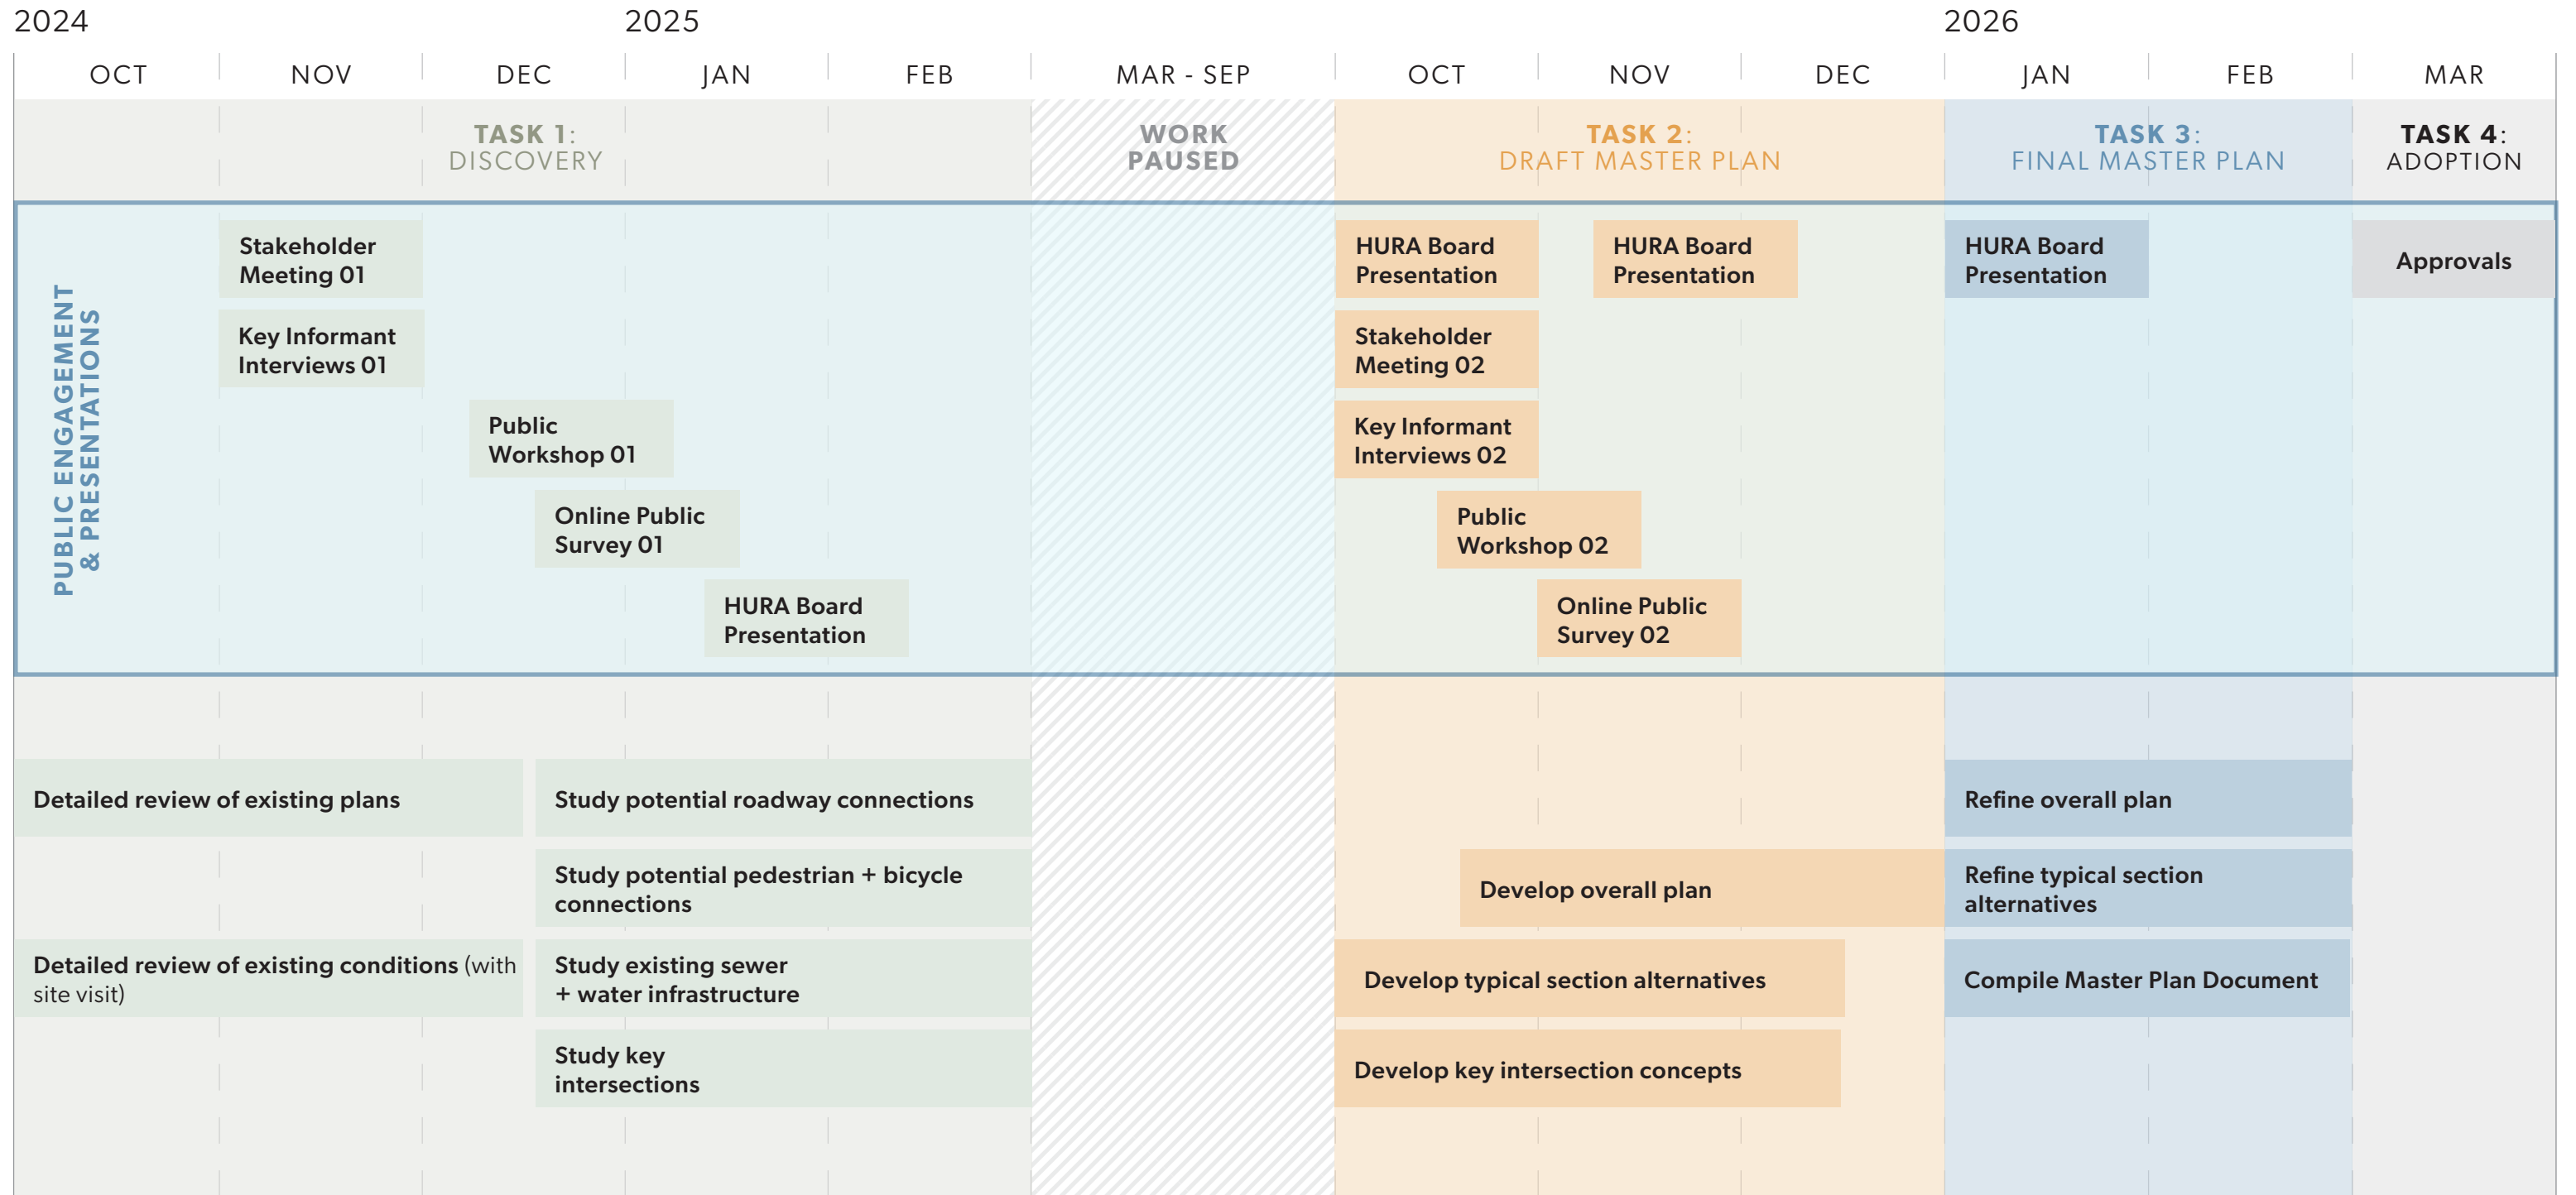 2024
2025
2026
OCT
NOV
DEC
JAN
FEB
MAR - SEP
OCT
NOV
DEC
JAN
FEB
MAR
TASK 1:
DISCOVERY
WORK
PAUSED
TASK 2:
DRAFT MASTER PLAN
TASK 3:
FINAL MASTER PLAN
TASK 4:
ADOPTION
PUBLIC ENGAGEMENT
& PRESENTATIONS
Stakeholder
Meeting 01
HURA Board
Presentation
HURA Board
Presentation
HURA Board
Presentation
Approvals
Key Informant
Interviews 01
Stakeholder
Meeting 02
Public
Workshop 01
Key Informant
Interviews 02
Online Public
Survey 01
Public
Workshop 02
HURA Board
Presentation
Online Public
Survey 02
Detailed review of existing plans
Study potential roadway connections
Refine overall plan
Study potential pedestrian + bicycle
connections
Develop overall plan
Refine typical section
alternatives
Detailed review of existing conditions (with
site visit)
Study existing sewer
+ water infrastructure
Develop typical section alternatives
Compile Master Plan Document
Study key
intersections
Develop key intersection concepts